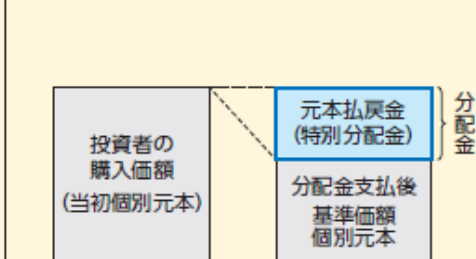 投資者の
購入価額
(当初個別元本)
元本払戻金
(特別分配金)
分配金
分配金支払後
基準価額
個別元本